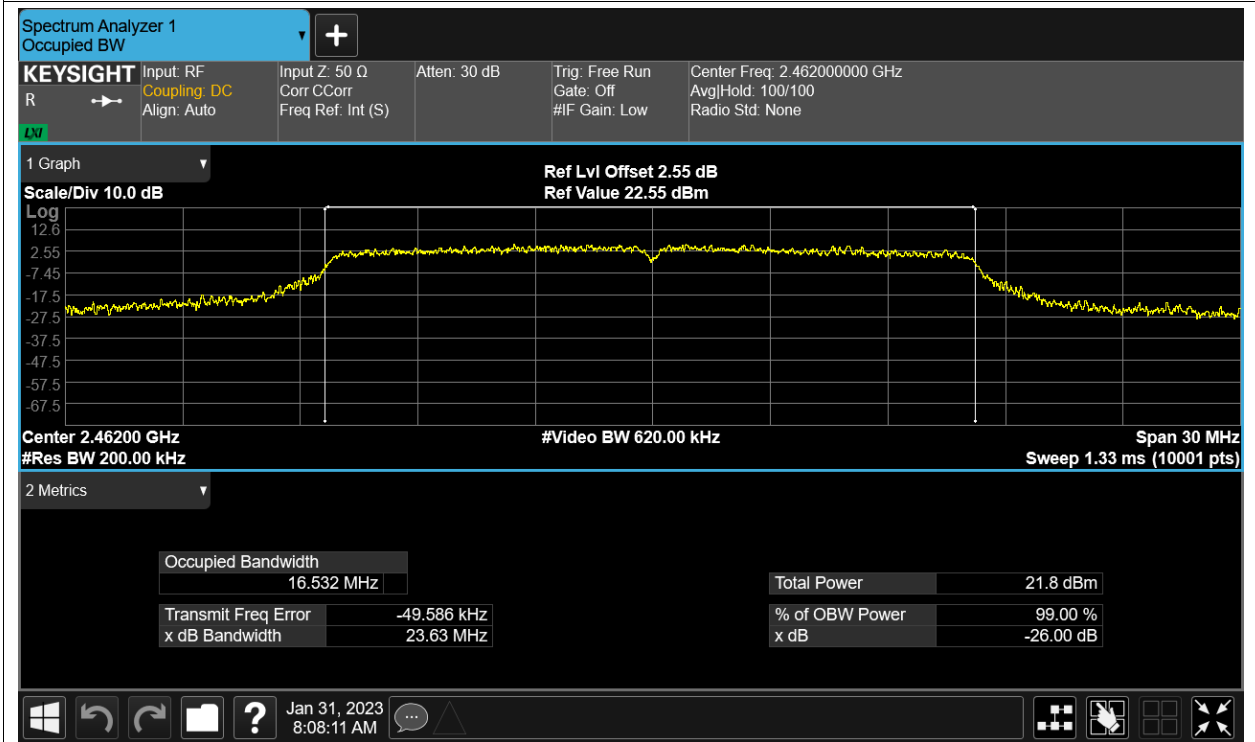 Spectrum Analyzer 1
Occupied BW
KEYSIGHT
R
LXI
Input: RF
Coupling: DC
Align: Auto
Input Z: 50 Ω
Corr CCorr
Freq Ref: Int (S)
Atten: 30 dB
Trig: Free Run
Gate: Off
#IF Gain: Low
Center Freq: 2.462000000 GHz
Avg|Hold: 100/100
Radio Std: None
1 Graph
Scale/Div 10.0 dB
Ref Lvl Offset 2.55 dB
Ref Value 22.55 dBm
Log
12.6
2.55
-7.45
-17.5
-27.5
-37.5
-47.5
-57.5
-67.5
Center 2.46200 GHz
#Video BW 620.00 kHz
Span 30 MHz
#Res BW 200.00 kHz
Sweep 1.33 ms (10001 pts)
2 Metrics
Occupied Bandwidth
16.532 MHz
Total Power 21.8 dBm
Transmit Freq Error -49.586 kHz
% of OBW Power 99.00 %
x dB Bandwidth 23.63 MHz
x dB -26.00 dB
?
Jan 31, 2023
8:08:11 AM